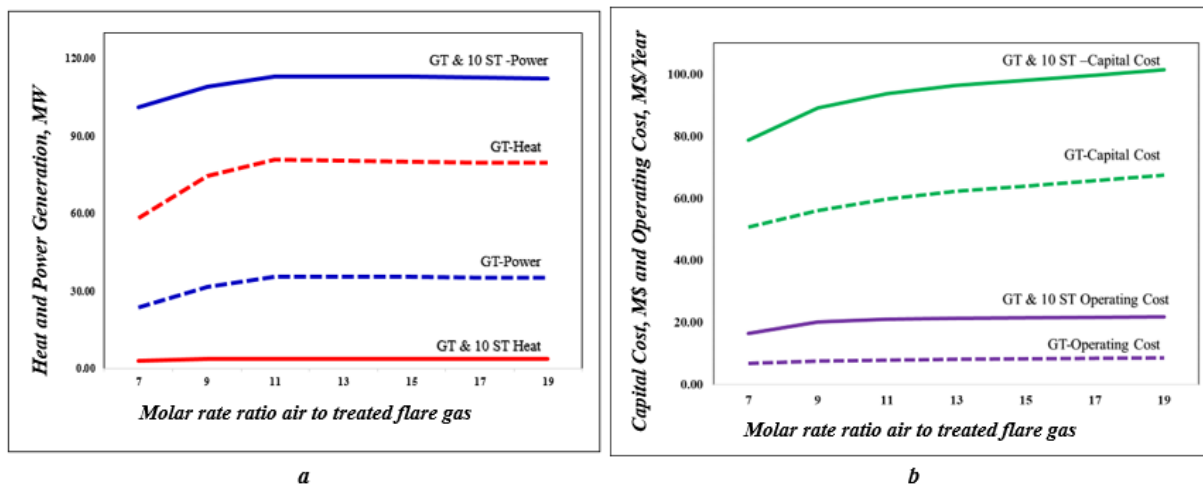 Heat and Power Generation, MW
120.00
90.00
60.00
30.00
0.00
GT & 10 ST -Power
GT-Heat
GT-Power
GT & 10 ST Heat
7 9 11 13 15 17 19
Molar rate ratio air to treated flare gas
a
Capital Cost, M$ and Operating Cost, M$/Year
100.00
80.00
60.00
40.00
20.00
0.00
GT & 10 ST –Capital Cost
GT-Capital Cost
GT & 10 ST Operating Cost
GT-Operating Cost
7 9 11 13 15 17 19
Molar rate ratio air to treated flare gas
b